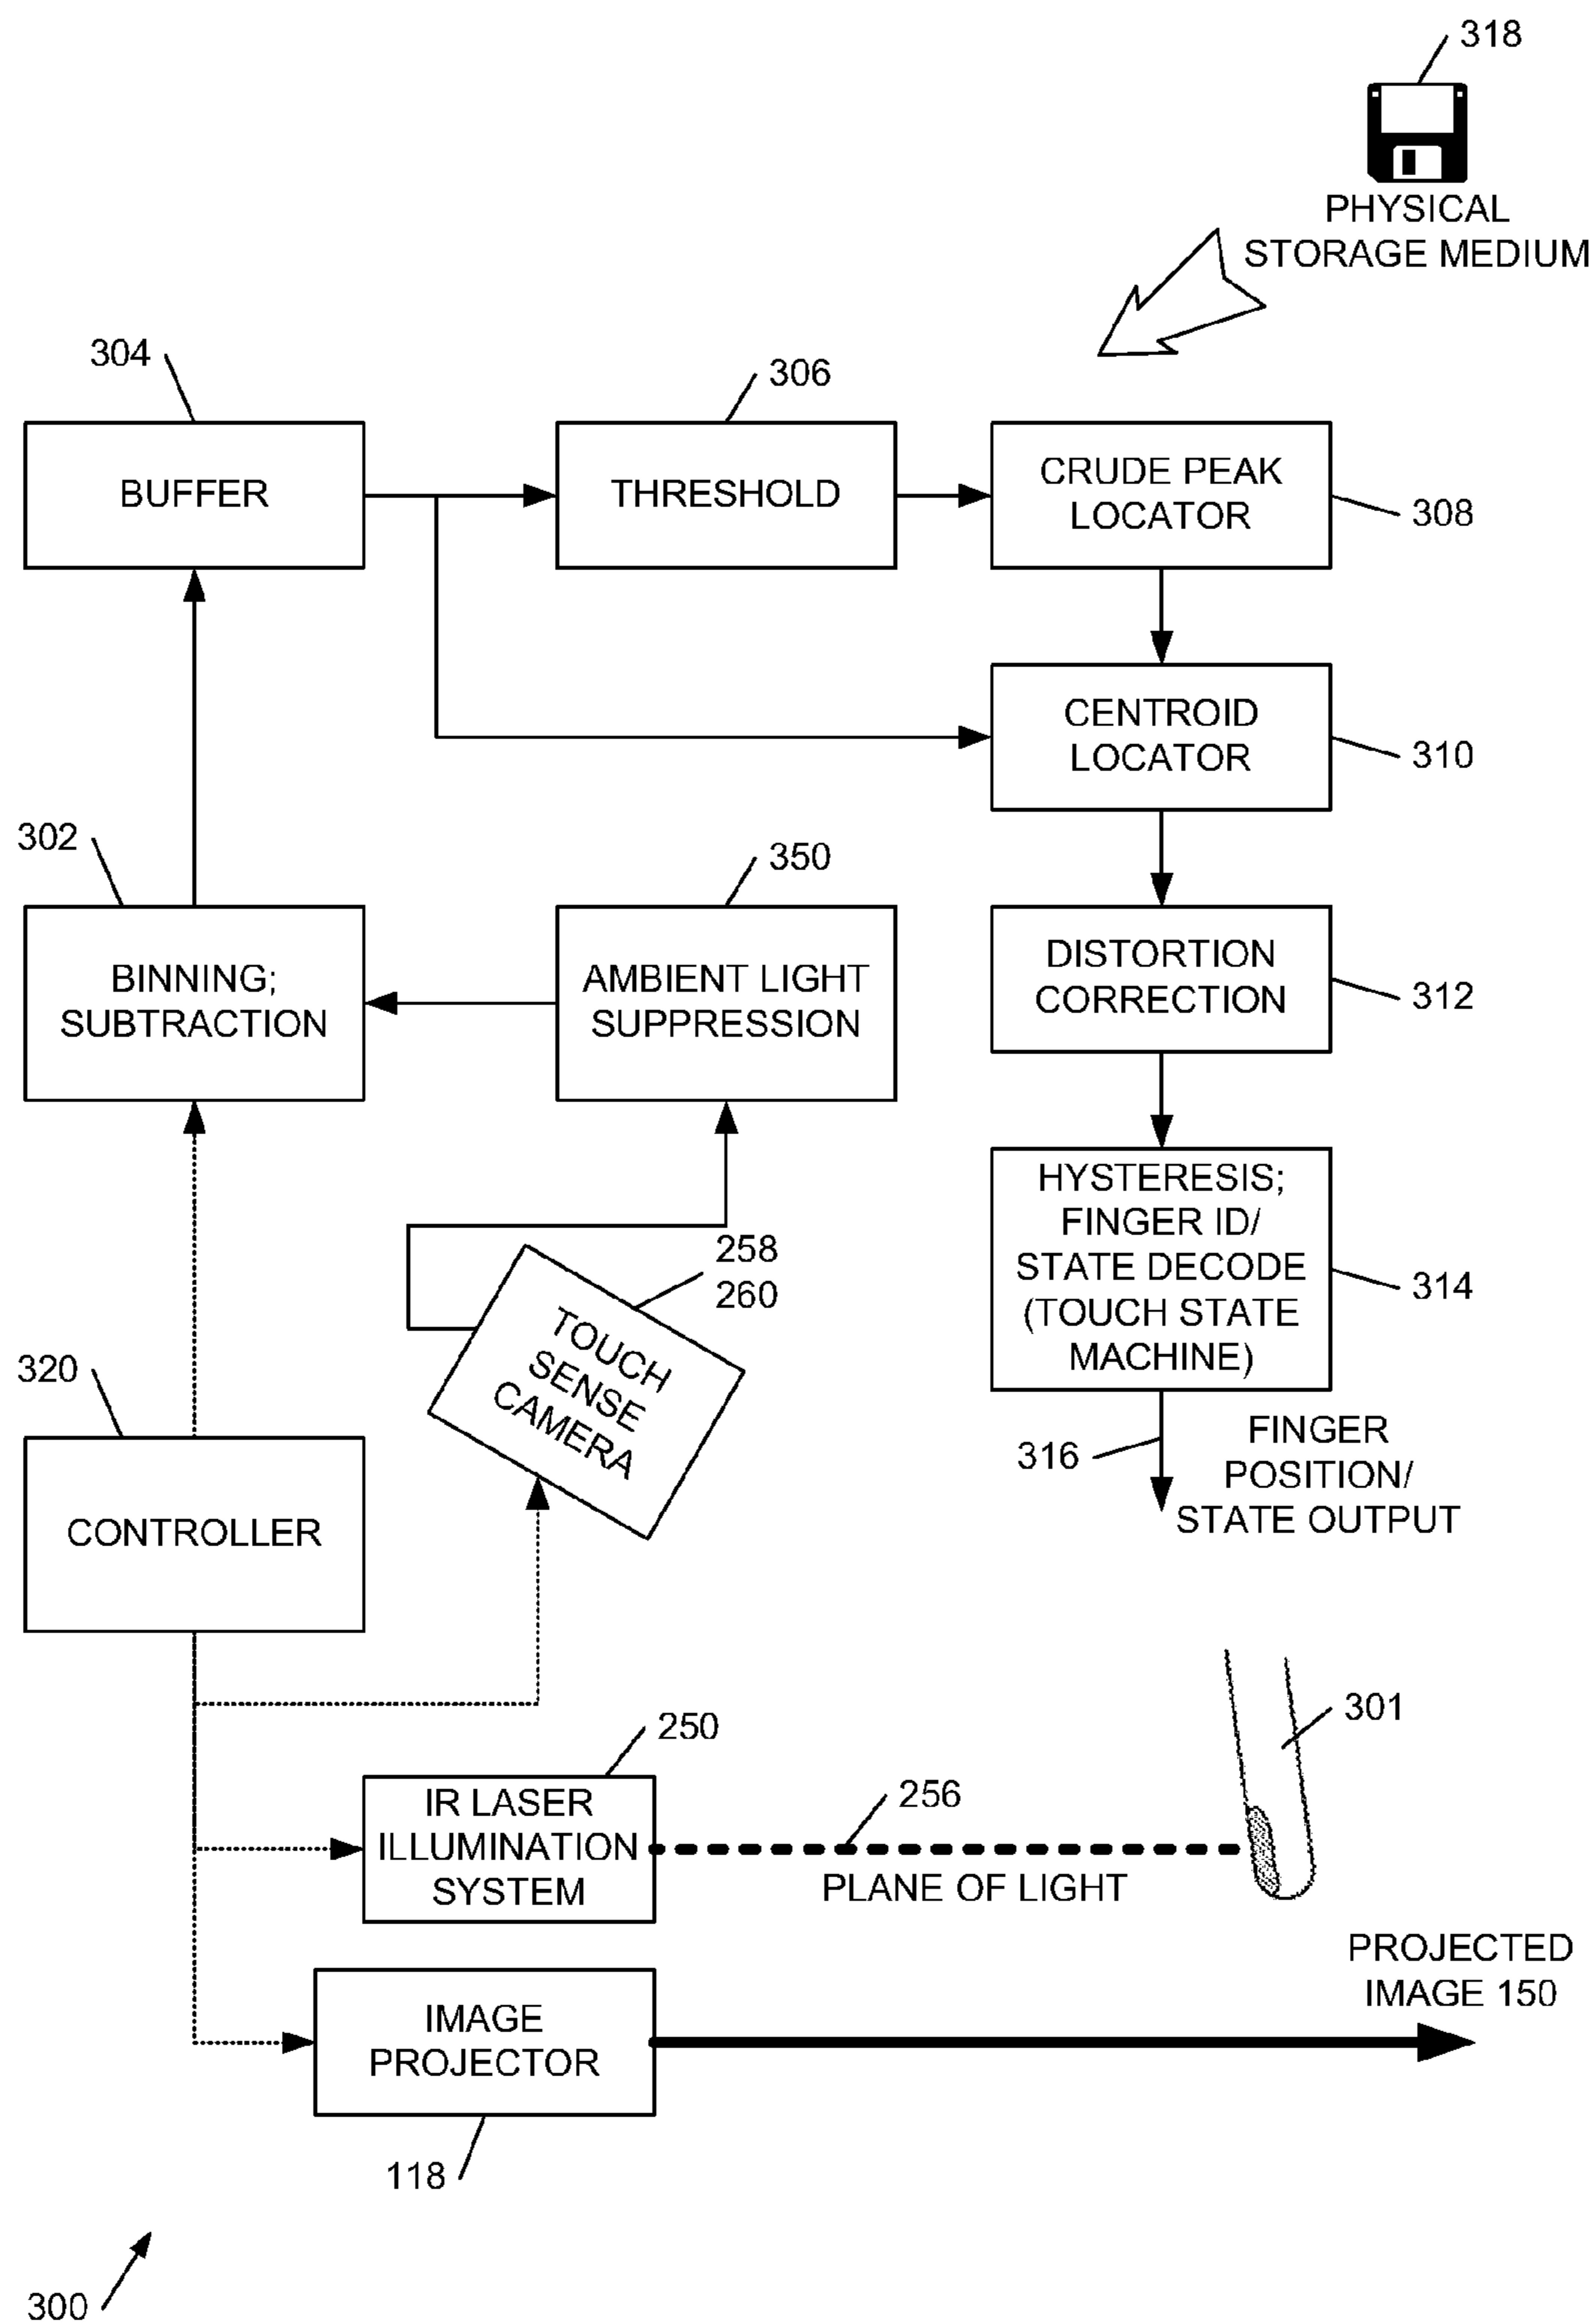 318
PHYSICAL
STORAGE MEDIUM
304
306
BUFFER
THRESHOLD
CRUDE PEAK
LOCATOR
308
CENTROID
LOCATOR
310
302
350
BINNING;
SUBTRACTION
AMBIENT LIGHT
SUPPRESSION
DISTORTION
CORRECTION
312
HYSTERESIS;
FINGER ID/
STATE DECODE
(TOUCH STATE
MACHINE)
314
258
260
TOUCH
SENSE
CAMERA
320
CONTROLLER
316
FINGER
POSITION/
STATE OUTPUT
301
250
IR LASER
ILLUMINATION
SYSTEM
256
PLANE OF LIGHT
PROJECTED
IMAGE 150
IMAGE
PROJECTOR
118
300